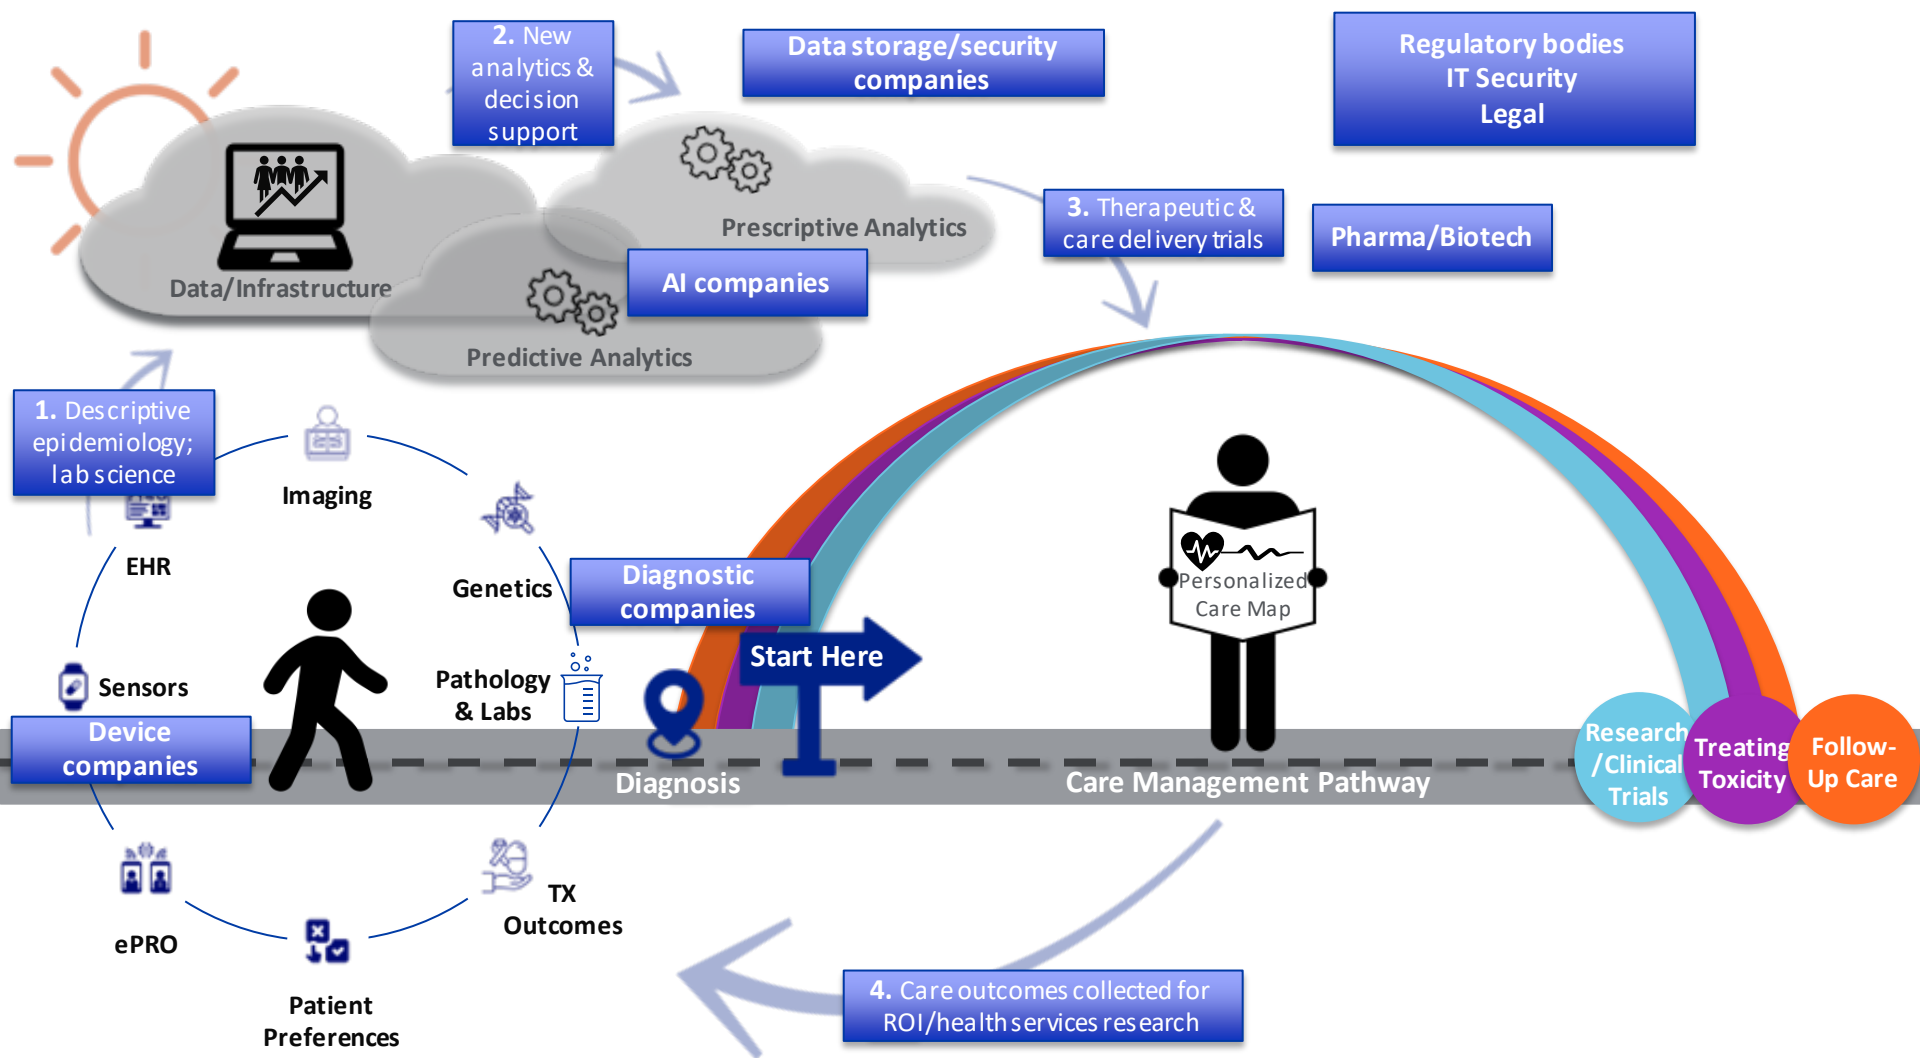 2. New
analytics &
decision
support
Data storage/security
companies
Regulatory bodies
IT Security
Legal
Prescriptive Analytics
3. Therapeutic &
care delivery trials
Pharma/Biotech
Data/Infrastructure
AI companies
Predictive Analytics
1. Descriptive
epidemiology;
lab science
Imaging
EHR
Genetics
Diagnostic
companies
Personalized
Care Map
Start Here
Sensors
Pathology
& Labs
Device
companies
Diagnosis
Care Management Pathway
Research
/Clinical
Trials
Treating
Toxicity
Follow-
Up Care
TX
Outcomes
ePRO
Patient
Preferences
4. Care outcomes collected for
ROI/health services research